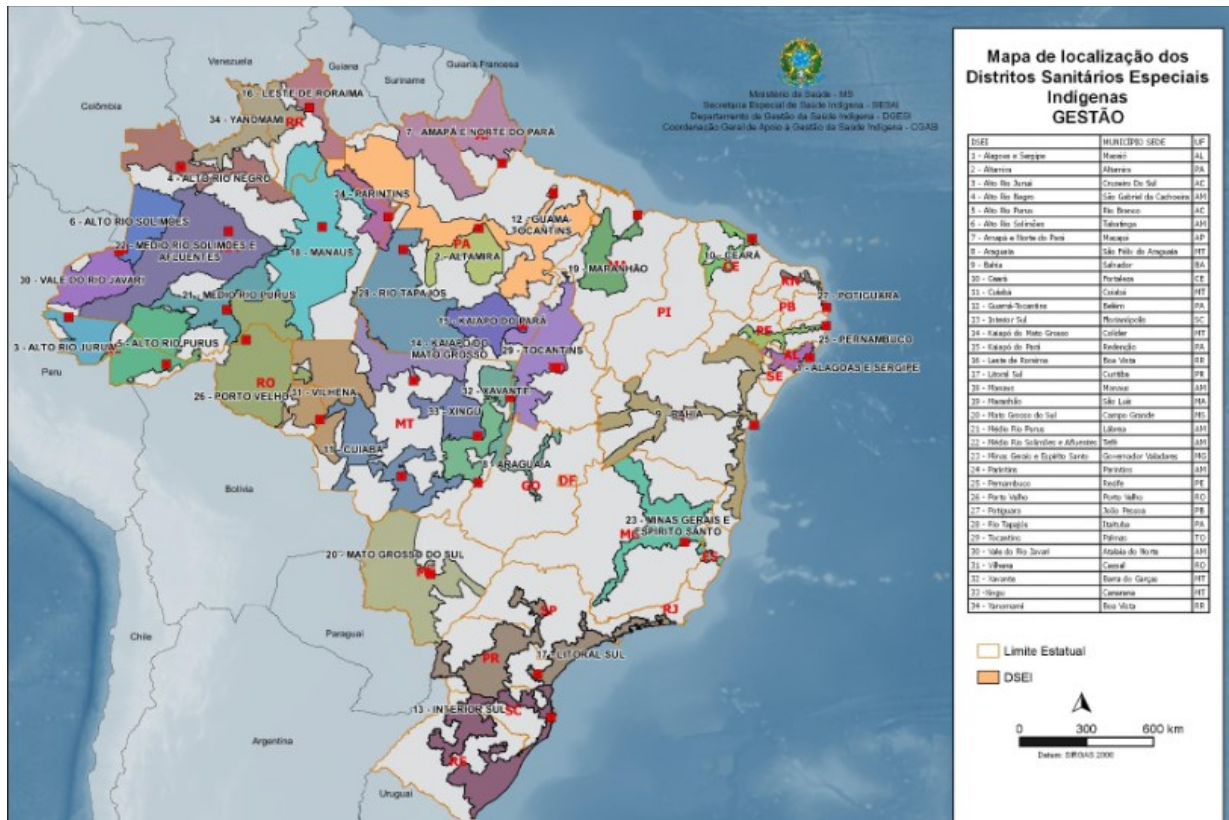 Venezuela
Guiana
Suriname
Guiana Francesa
Colômbia
16 - LESTE DE RORAIMA
34 - YANOMAMI
RR
7 - AMAPÁ E NORTE DO PARÁ
4 - ALTO RIO NEGRO
24 - PARINTINS
6 - ALTO RIO SOLIMÕES
12 - GUAMÁ-
TOCANTINS
22 - MEDIO RIO SOLIMÕES E
AFLUENTES
18 - MANAUS
PA
2 - ALTAMIRA
10 - CEARÁ
CE
30 - VALE DO RIO JAVARI
19 - MARANHÃO
MA
RN
21 - MEDIO RIO PURUS
28 - RIO TAPAJÓS
27 - POTIGUARA
PB
PI
15 - KAIAPÓ DO PARÁ
PE
3 - ALTO RIO JURUÁ
5 - ALTO RIO PURUS
14 - KAIAPÓ DO
MATO GROSSO
29 - TOCANTINS
25 - PERNAMBUCO
AL
1 - ALAGOAS E SERGIPE
SE
Peru
RO
26 - PORTO VELHO
31 - VILHENA
32 - XAVANTE
MT
33 - XINGU
9 - BAHIA
11 - CUIABÁ
8 - ARAGUAIA
GO
DF
Bolívia
23 - MINAS GERAIS E
ESPÍRITO SANTO
MG
ES
20 - MATO GROSSO DO SUL
MS
SP
RJ
Paraguai
Chile
PR
17 - LITORAL SUL
13 - INTERIOR SUL
SC
Argentina
RS
Uruguai
Ministério da Saúde - MS
Secretaria Especial de Saúde Indígena - SESAI
Departamento de Gestão da Saúde Indígena - DGESI
Coordenação Geral de Apoio à Gestão da Saúde Indígena - CGASI
Mapa de localização dos
Distritos Sanitários Especiais
Indígenas
GESTÃO
DSEI MUNICÍPIO SEDE UF
1 - Alagoas e Sergipe Maceió AL
2 - Altamira Altamira PA
3 - Alto Rio Juruá Cruzeiro Do Sul AC
4 - Alto Rio Negro São Gabriel da Cachoeira AM
5 - Alto Rio Purus Rio Branco AC
6 - Alto Rio Solimões Tabatinga AM
7 - Amapá e Norte do Pará Macapá AP
8 - Araguaia São Félix do Araguaia MT
9 - Bahia Salvador BA
10 - Ceará Fortaleza CE
11 - Cuiabá Cuiabá MT
12 - Guamá-Tocantins Belém PA
13 - Interior Sul Florianópolis SC
14 - Kaiapó do Mato Grosso Colider MT
15 - Kaiapó do Pará Redenção PA
16 - Leste de Roraima Boa Vista RR
17 - Litoral Sul Curitiba PR
18 - Manaus Manaus AM
19 - Maranhão São Luis MA
20 - Mato Grosso do Sul Campo Grande MS
21 - Médio Rio Purus Lábrea AM
22 - Médio Rio Solimões e Afluentes Tefé AM
23 - Minas Gerais e Espírito Santo Governador Valadares MG
24 - Parintins Parintins AM
25 - Pernambuco Recife PE
26 - Porto Velho Porto Velho RO
27 - Potiguara João Pessoa PB
28 - Rio Tapajós Itaituba PA
29 - Tocantins Palmas TO
30 - Vale do Rio Javari Atalaia do Norte AM
31 - Vilhena Cacoal RO
32 - Xavante Barra do Garças MT
33 - Xingu Canarana MT
34 - Yanomami Boa Vista RR
Limite Estatual
DSEI
0 300 600 km
Datum: SIRGAS 2000